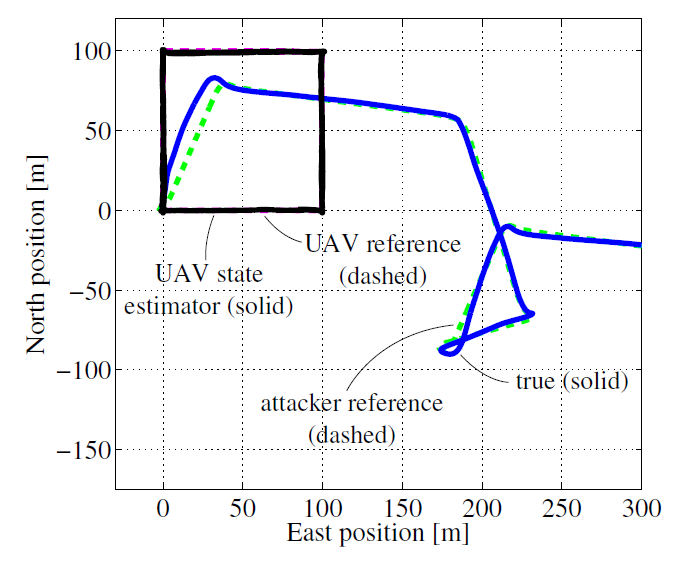 100
50
0
−50
−100
−150
North position [m]
UAV reference
(dashed)
UAV state
estimator (solid)
true (solid)
attacker reference
(dashed)
0 50 100 150 200 250 300
East position [m]